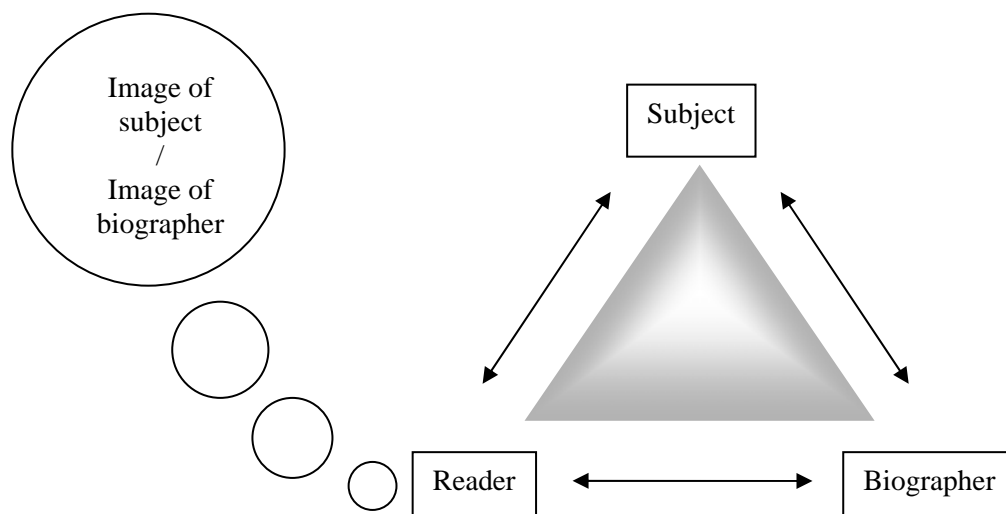 Image of
subject
/
Image of
biographer
Subject
Reader
Biographer